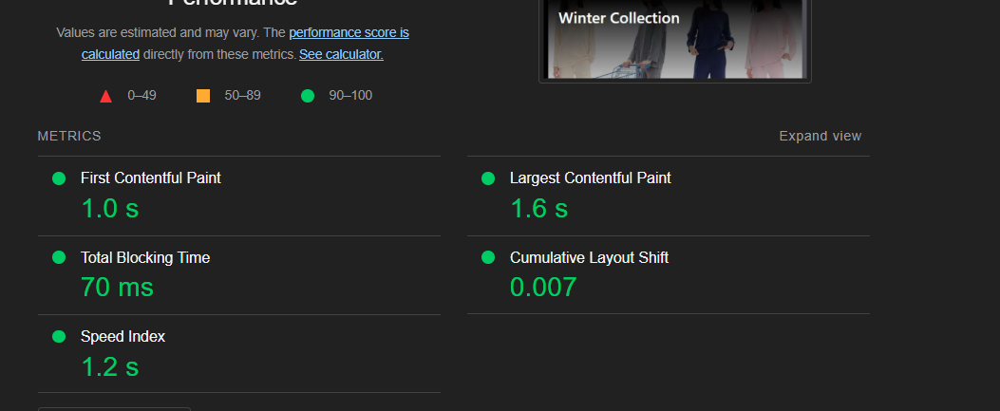 Performance
Values are estimated and may vary. The performance score is
calculated directly from these metrics. See calculator.
0–49
50–89
90–100
Winter Collection
METRICS
Expand view
First Contentful Paint
1.0 s
Largest Contentful Paint
1.6 s
Total Blocking Time
70 ms
Cumulative Layout Shift
0.007
Speed Index
1.2 s